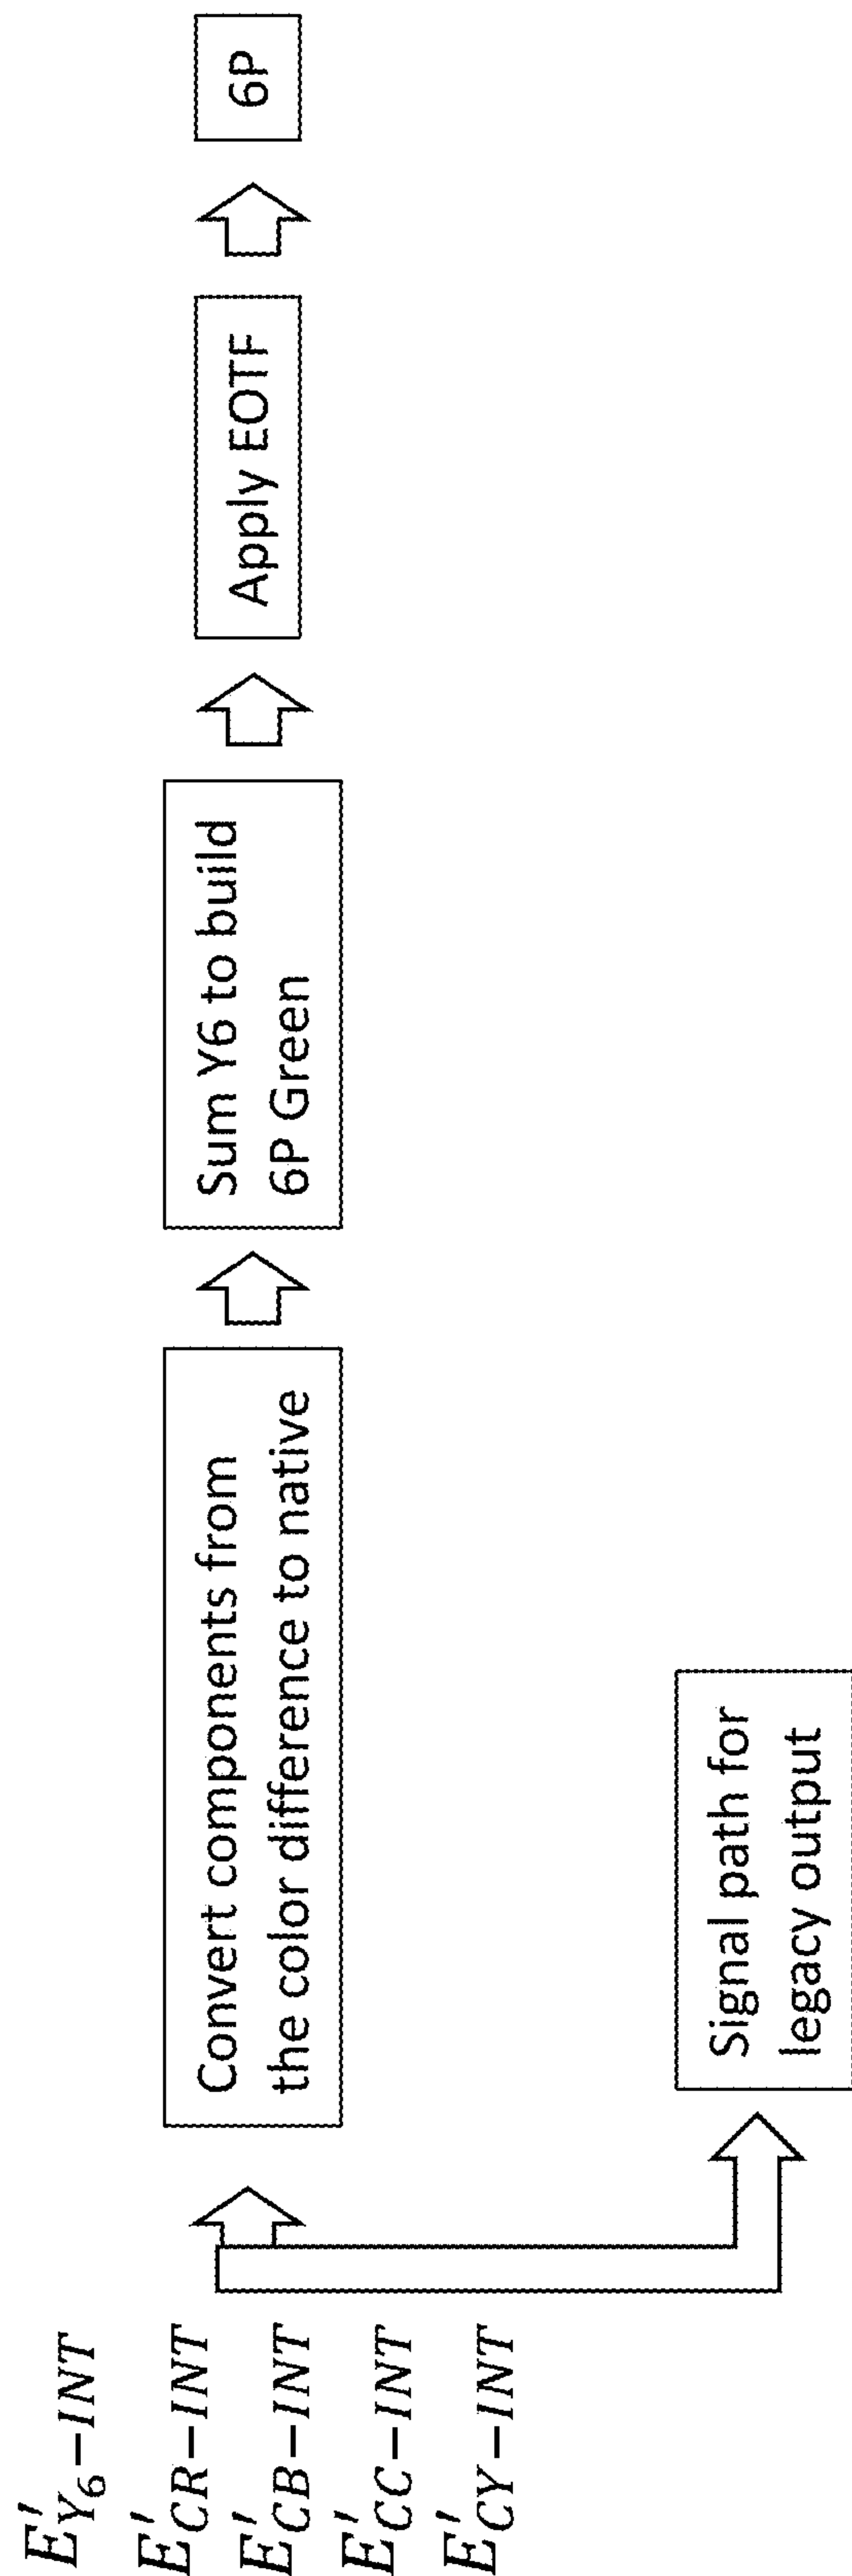 E′Y₆−INT
E′CR−INT
E′CB−INT
E′CC−INT
E′CY−INT
Convert components from
the color difference to native
Sum Y6 to build
6P Green
Apply EOTF
6P
Signal path for
legacy output